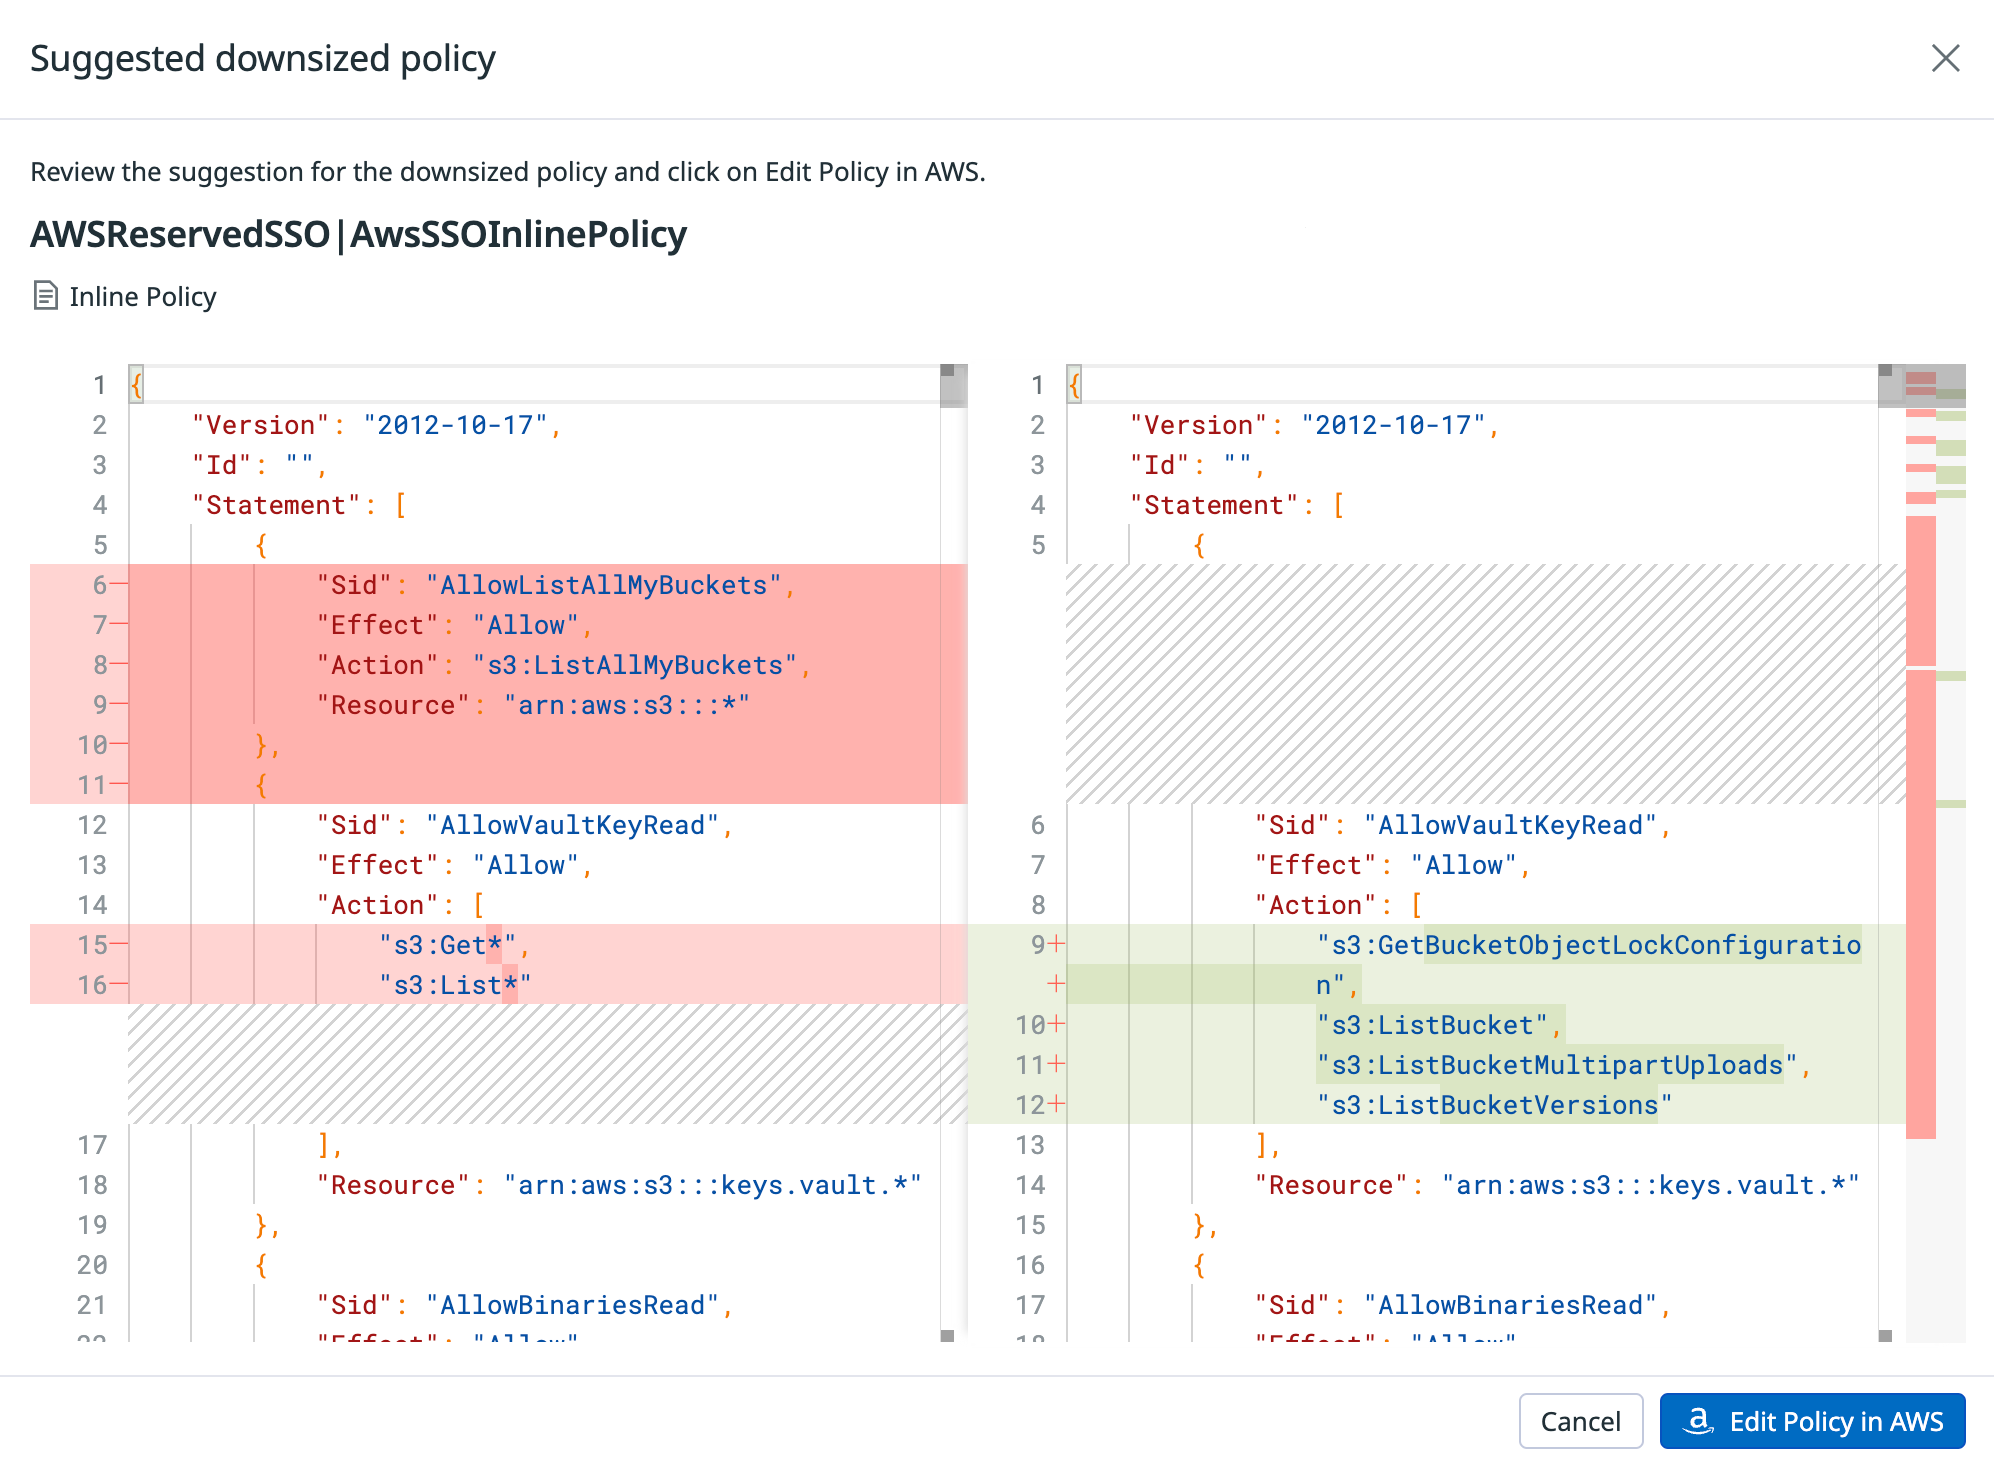 Suggested downsized policy
Review the suggestion for the downsized policy and click on Edit Policy in AWS.
AWSReservedSSO|AwsSSOInlinePolicy
Inline Policy
1 {
2 "Version": "2012-10-17",
3 "Id": "",
4 "Statement": [
5 {
6— "Sid": "AllowListAllMyBuckets",
7— "Effect": "Allow",
8— "Action": "s3:ListAllMyBuckets",
9— "Resource": "arn:aws:s3:::*"
10— },
11— {
12 "Sid": "AllowVaultKeyRead",
13 "Effect": "Allow",
14 "Action": [
15— "s3:Get*",
16— "s3:List*"
17 ],
18 "Resource": "arn:aws:s3:::keys.vault.*"
19 },
20 {
21 "Sid": "AllowBinariesRead",
22 "Effect": "Allow"
1 {
2 "Version": "2012-10-17",
3 "Id": "",
4 "Statement": [
5 {
6 "Sid": "AllowVaultKeyRead",
7 "Effect": "Allow",
8 "Action": [
9+ "s3:GetBucketObjectLockConfiguratio
+ n",
10+ "s3:ListBucket",
11+ "s3:ListBucketMultipartUploads",
12+ "s3:ListBucketVersions"
13 ],
14 "Resource": "arn:aws:s3:::keys.vault.*"
15 },
16 {
17 "Sid": "AllowBinariesRead",
18 "Effect": "Allow"
Cancel
Edit Policy in AWS